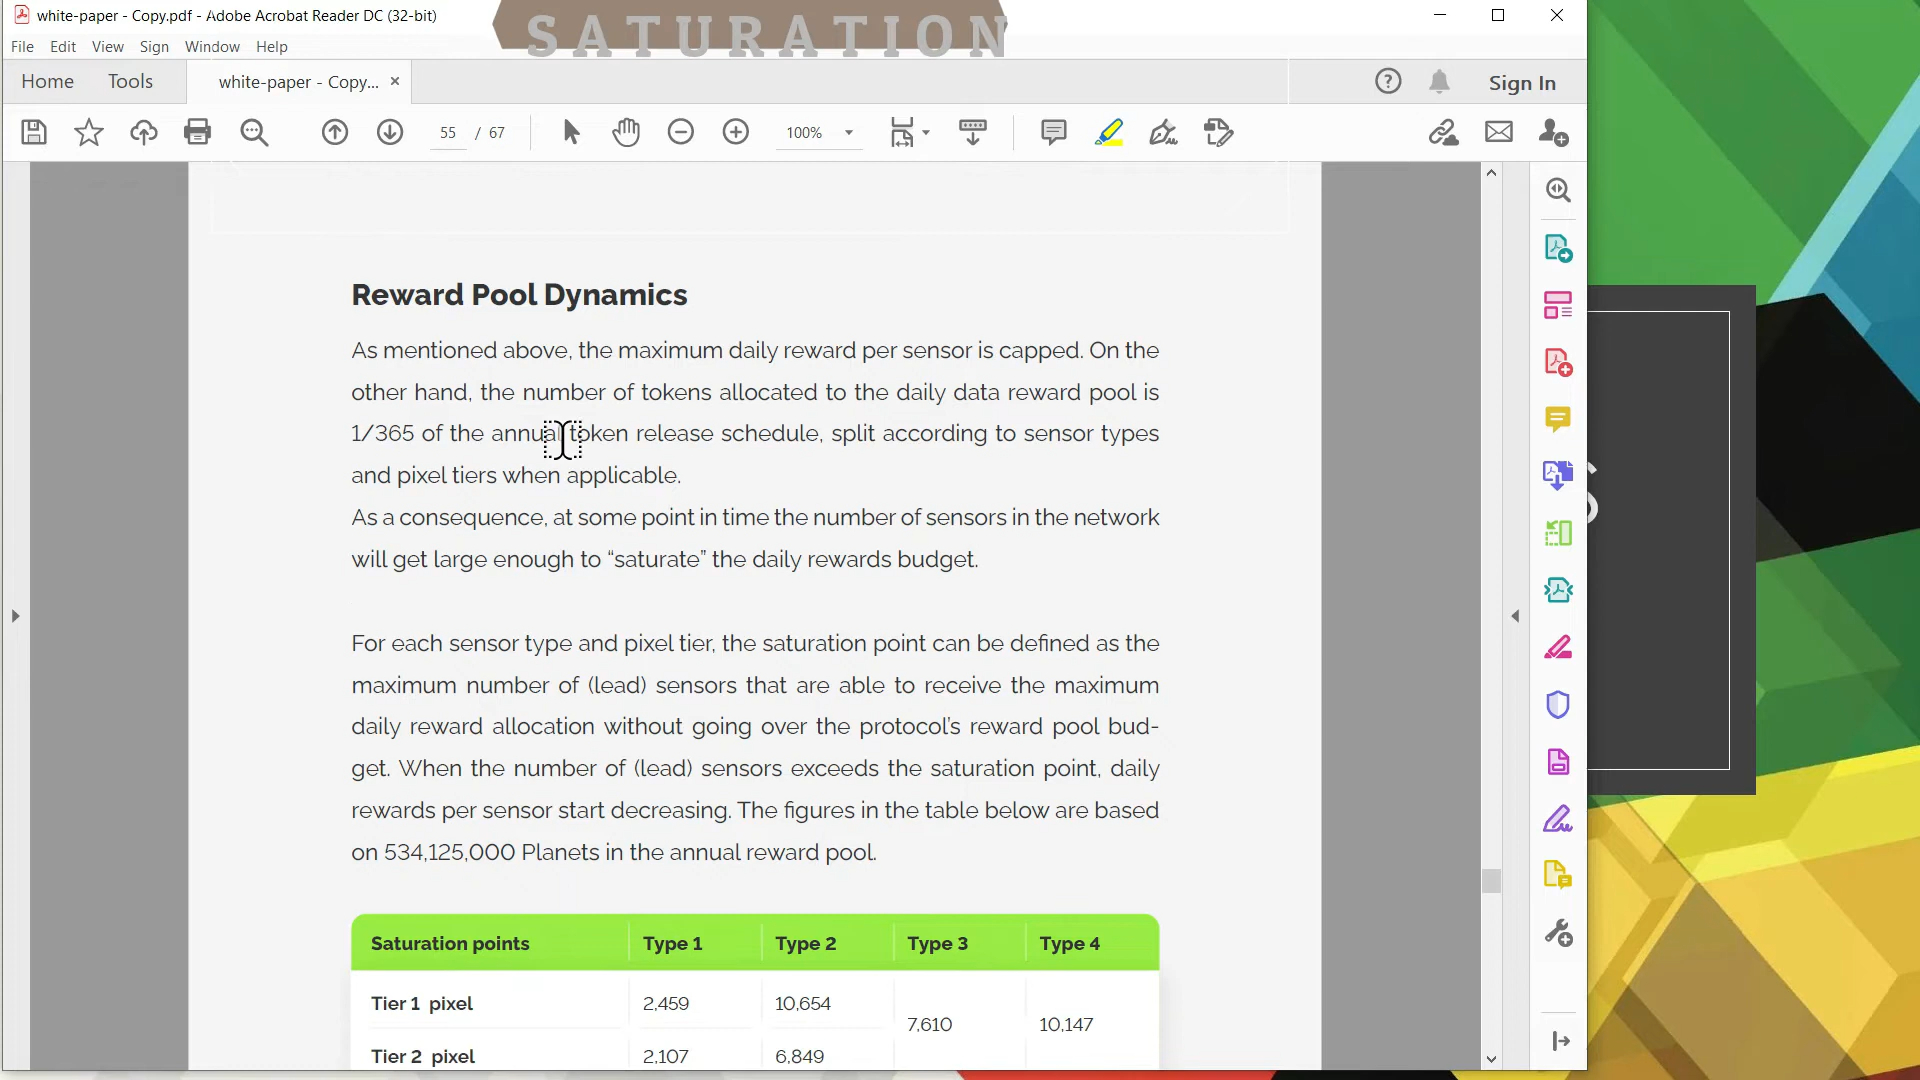 white-paper - Copy.pdf - Adobe Acrobat Reader DC (32-bit)
SATURATION
File Edit View Sign Window Help
Home Tools white-paper - Copy... × Sign In
55 / 67 100%
Reward Pool Dynamics
As mentioned above, the maximum daily reward per sensor is capped. On the
other hand, the number of tokens allocated to the daily data reward pool is
1/365 of the annual token release schedule, split according to sensor types
and pixel tiers when applicable.
As a consequence, at some point in time the number of sensors in the network
will get large enough to “saturate” the daily rewards budget.
For each sensor type and pixel tier, the saturation point can be defined as the
maximum number of (lead) sensors that are able to receive the maximum
daily reward allocation without going over the protocol's reward pool bud-
get. When the number of (lead) sensors exceeds the saturation point, daily
rewards per sensor start decreasing. The figures in the table below are based
on 534,125,000 Planets in the annual reward pool.
Saturation points Type 1 Type 2 Type 3 Type 4
Tier 1 pixel 2,459 10,654
7,610 10,147
Tier 2 pixel 2,107 6,849
S